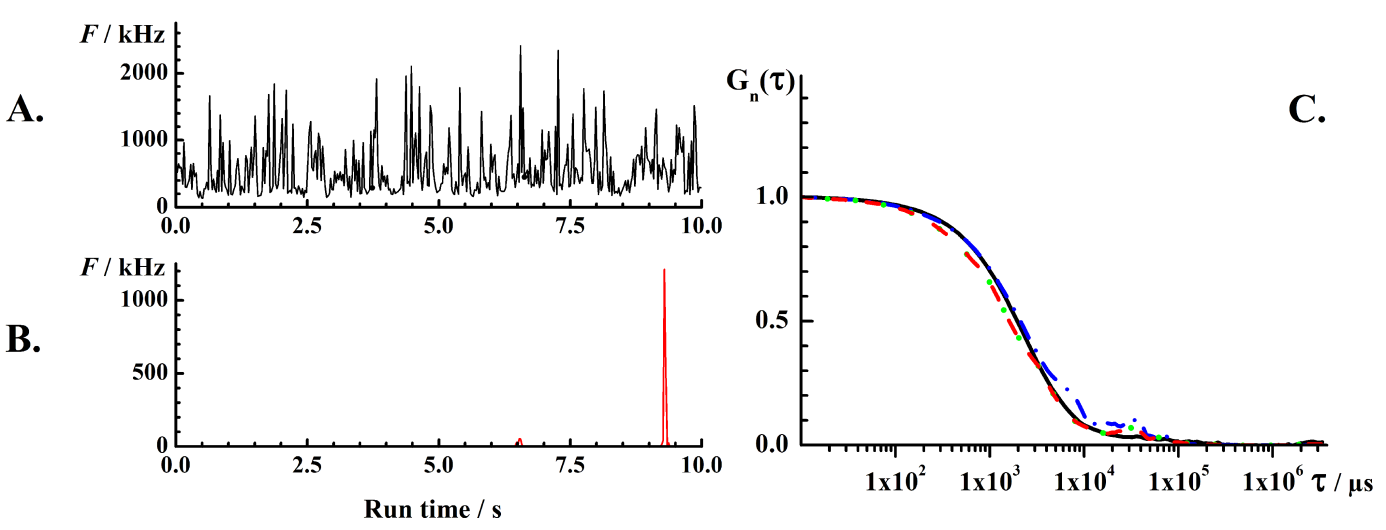 A.
F / kHz
2000
1000
0
0.0 2.5 5.0 7.5 10.0
B.
F / kHz
1000
500
0
0.0 2.5 5.0 7.5 10.0
Run time / s
C.
Gn(τ)
1.0
0.5
0.0
1x10² 1x10³ 1x10⁴ 1x10⁵ 1x10⁶ τ / µs